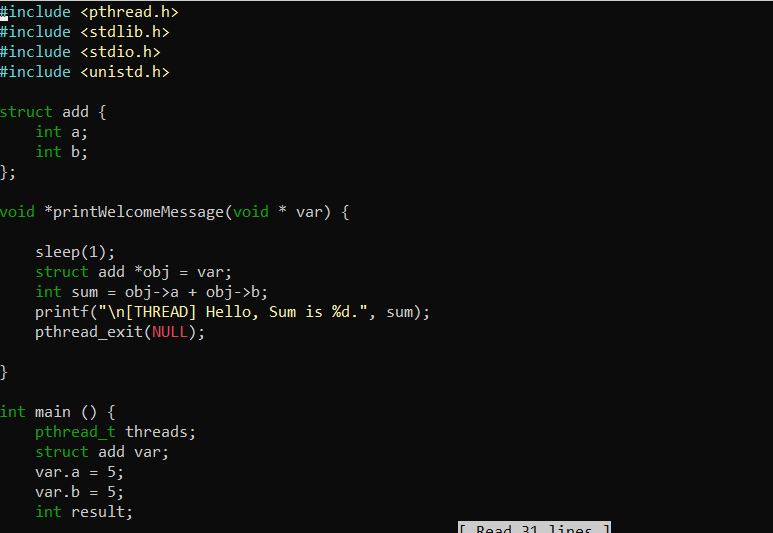 #include <pthread.h>
#include <stdlib.h>
#include <stdio.h>
#include <unistd.h>

struct add {
    int a;
    int b;
};

void *printWelcomeMessage(void * var) {

    sleep(1);
    struct add *obj = var;
    int sum = obj->a + obj->b;
    printf("\n[THREAD] Hello, Sum is %d.", sum);
    pthread_exit(NULL);

}

int main () {
    pthread_t threads;
    struct add var;
    var.a = 5;
    var.b = 5;
    int result;
[ Read 31 lines ]